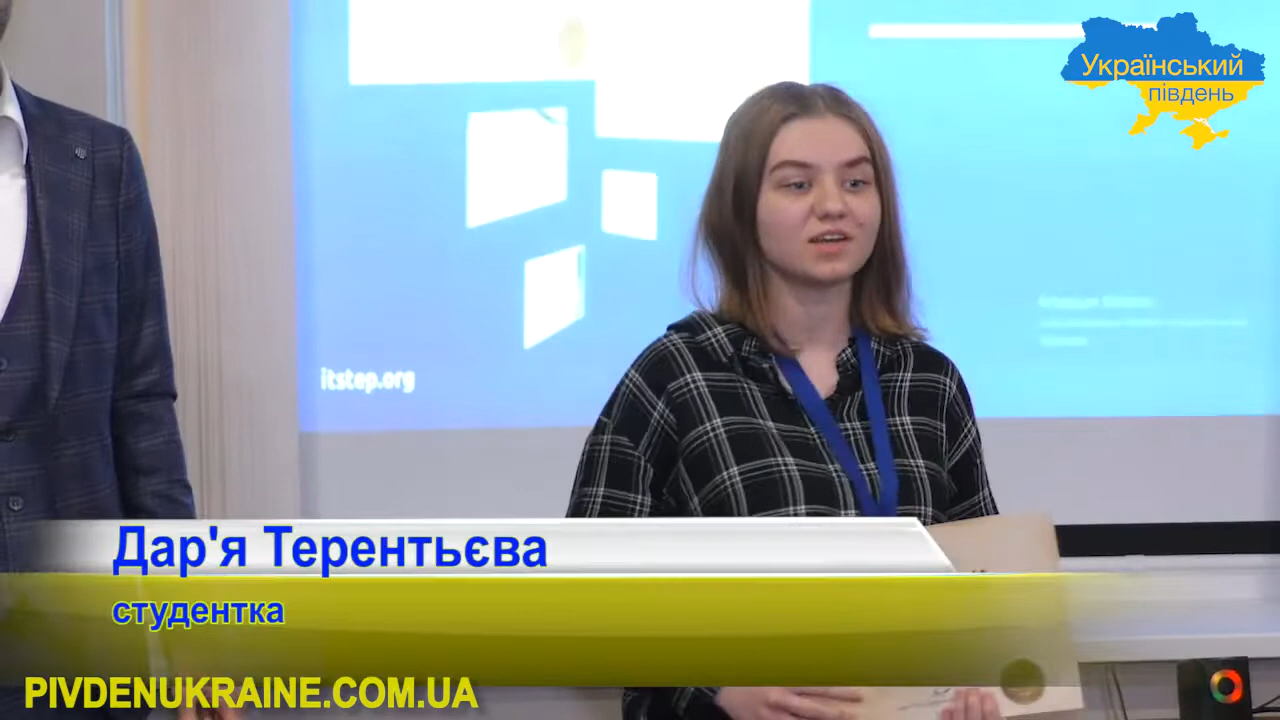 Український
південь
itstep.org
Дар'я Терентьєва
студентка
PIVDENUKRAINE.COM.UA